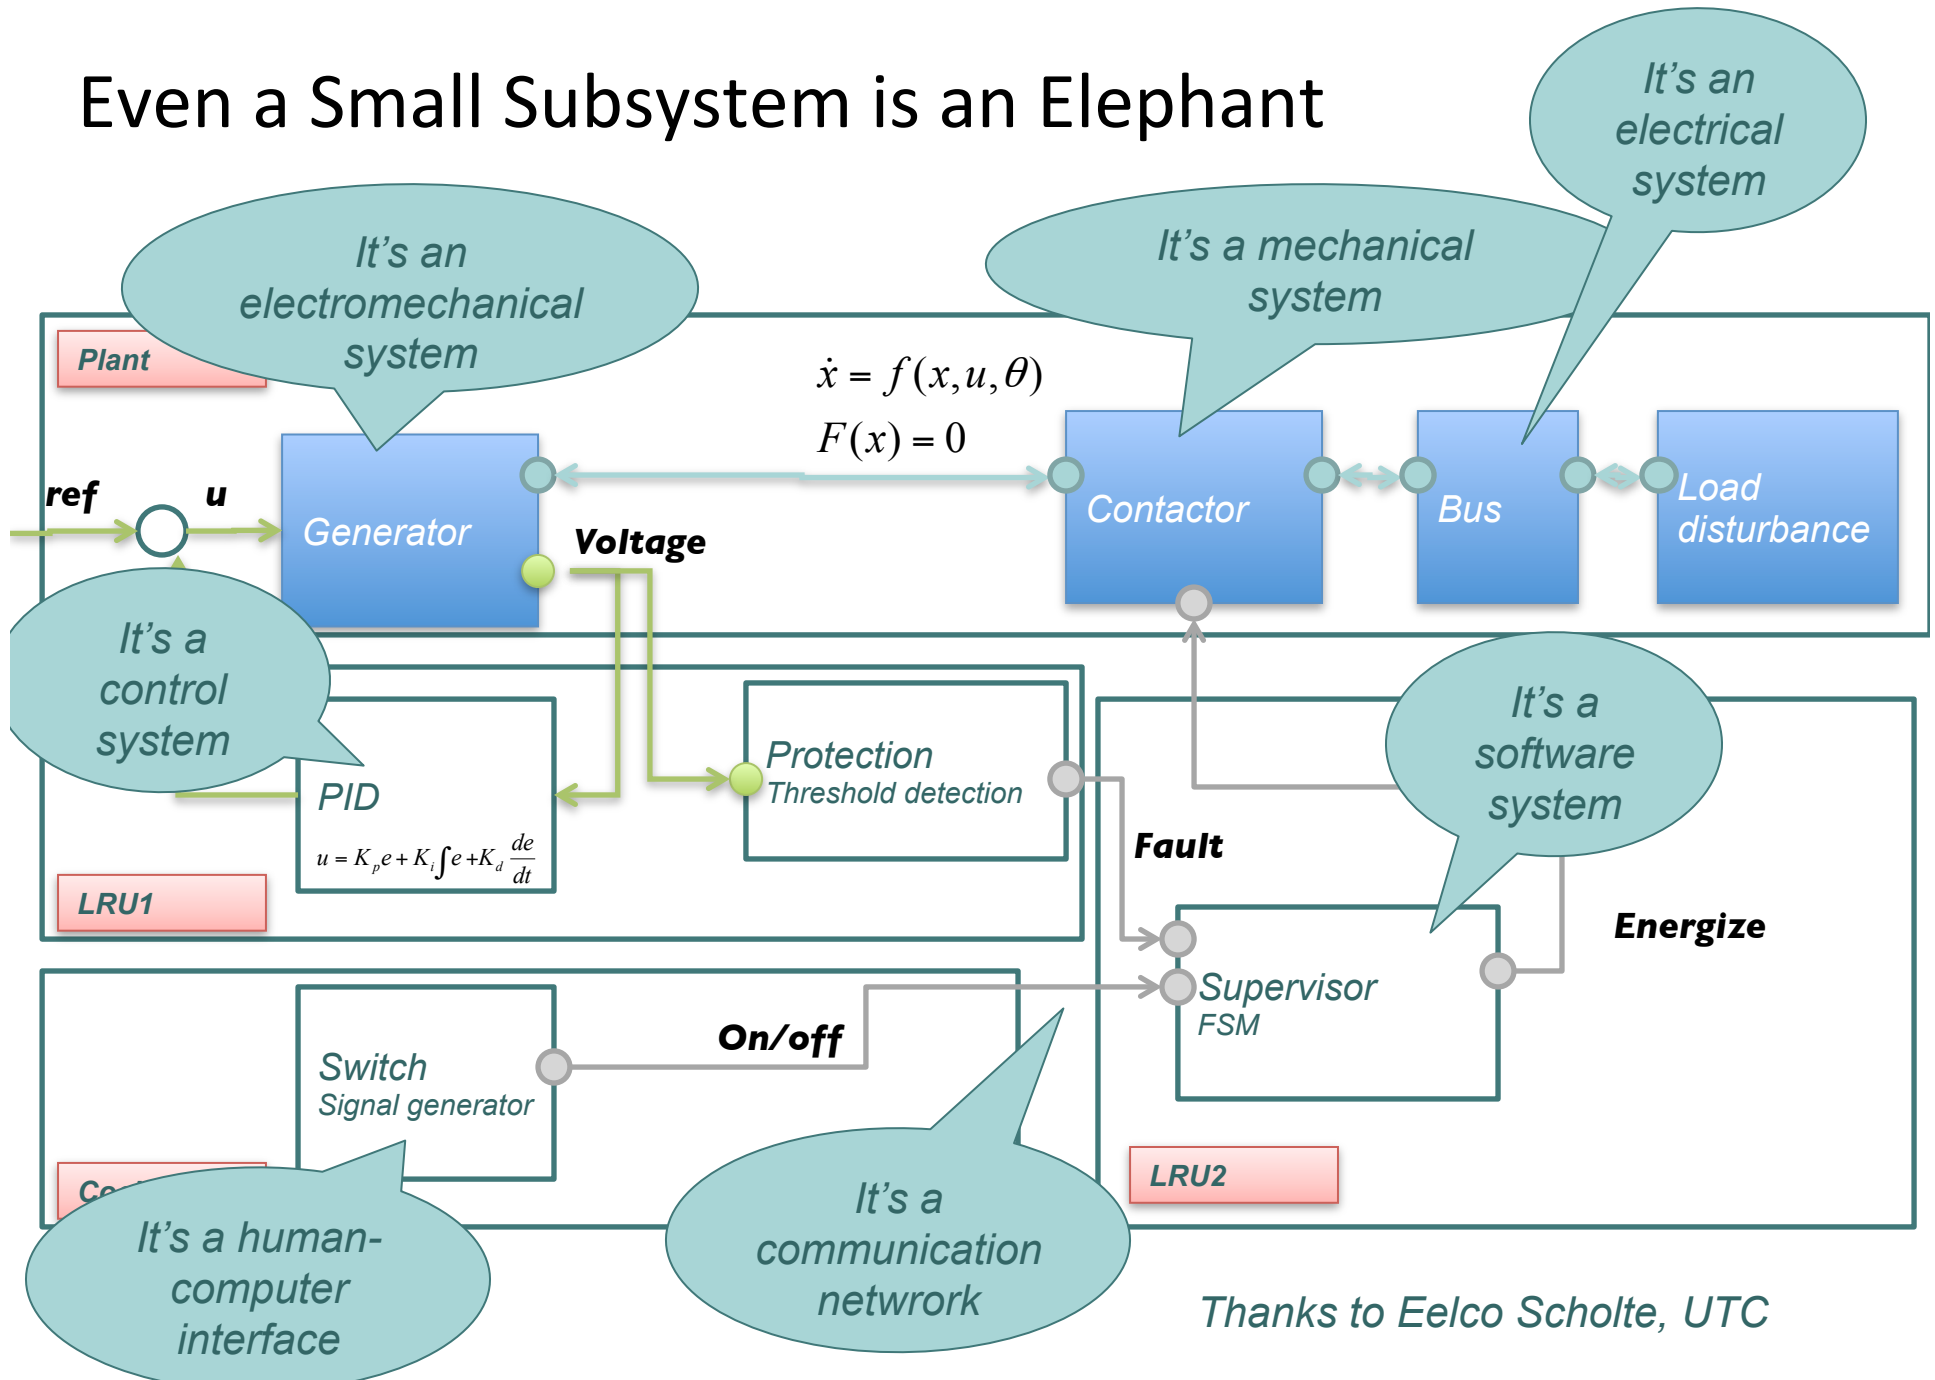 Even a Small Subsystem is an Elephant
It's an
electrical
system
It's an
electromechanical
system
It's a mechanical
system
Plant
ẋ = f(x,u,θ)
F(x) = 0
ref
u
Generator
Voltage
Contactor
Bus
Load
disturbance
It's a
control
system
PID
u = K_p e + K_i ∫e + K_d de/dt
LRU1
Protection
Threshold detection
It's a
software
system
Fault
Energize
Supervisor
FSM
On/off
Switch
Signal generator
LRU2
It's a human-
computer
interface
It's a
communication
netwrork
Thanks to Eelco Scholte, UTC